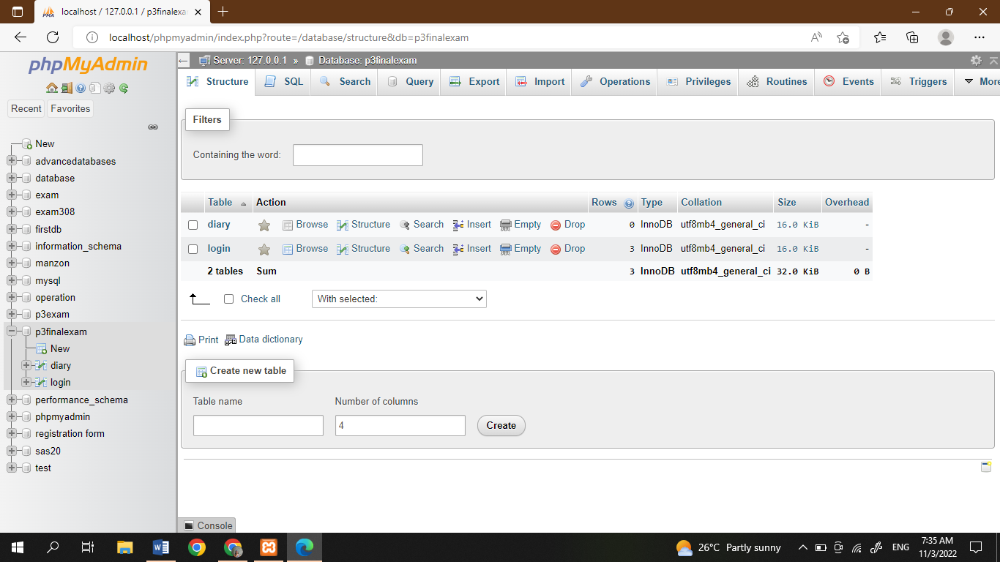 localhost / 127.0.0.1 / p3finalexa
localhost/phpmyadmin/index.php?route=/database/structure&db=p3finalexam
phpMyAdmin
Recent Favorites
New
advancedatabases
database
exam
exam308
firstdb
information_schema
manzon
mysql
operation
p3exam
p3finalexam
New
diary
login
performance_schema
phpmyadmin
registration form
sas20
test
Server: 127.0.0.1 » Database: p3finalexam
Structure SQL Search Query Export Import Operations Privileges Routines Events Triggers More
Filters
Containing the word:
Table Action Rows Type Collation Size Overhead
diary Browse Structure Search Insert Empty Drop 0 InnoDB utf8mb4_general_ci 16.0 KiB -
login Browse Structure Search Insert Empty Drop 3 InnoDB utf8mb4_general_ci 16.0 KiB -
2 tables Sum 3 InnoDB utf8mb4_general_ci 32.0 KiB 0 B
Check all With selected:
Print Data dictionary
Create new table
Table name Number of columns
4 Create
Console
26°C Partly sunny ENG 7:35 AM
11/3/2022